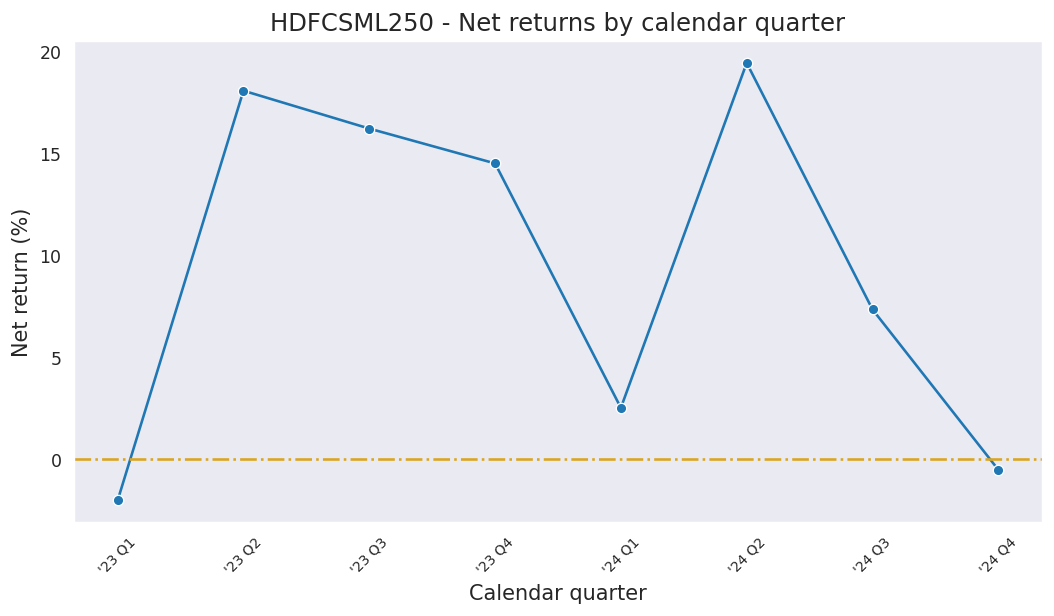 HDFCSML250 - Net returns by calendar quarter
Net return (%)
20
15
10
5
0
'23 Q1
'23 Q2
'23 Q3
'23 Q4
'24 Q1
'24 Q2
'24 Q3
'24 Q4
Calendar quarter